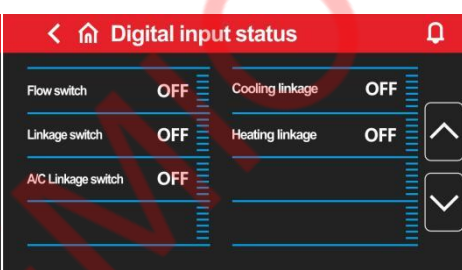 Digital input status
Flow switch OFF Cooling linkage OFF
Linkage switch OFF Heating linkage OFF
A/C Linkage switch OFF